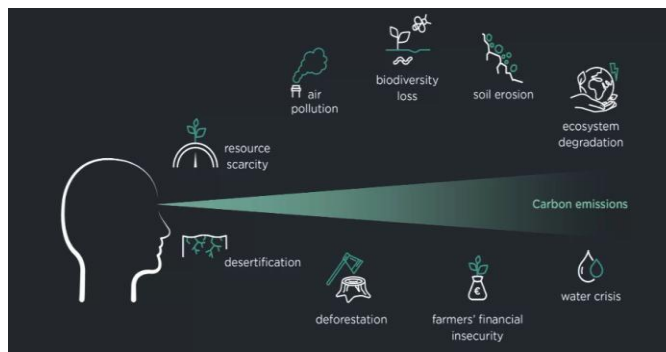 biodiversity
loss
air
pollution
soil erosion
ecosystem
degradation
resource
scarcity
Carbon emissions
desertification
deforestation
farmers' financial
insecurity
€
water crisis